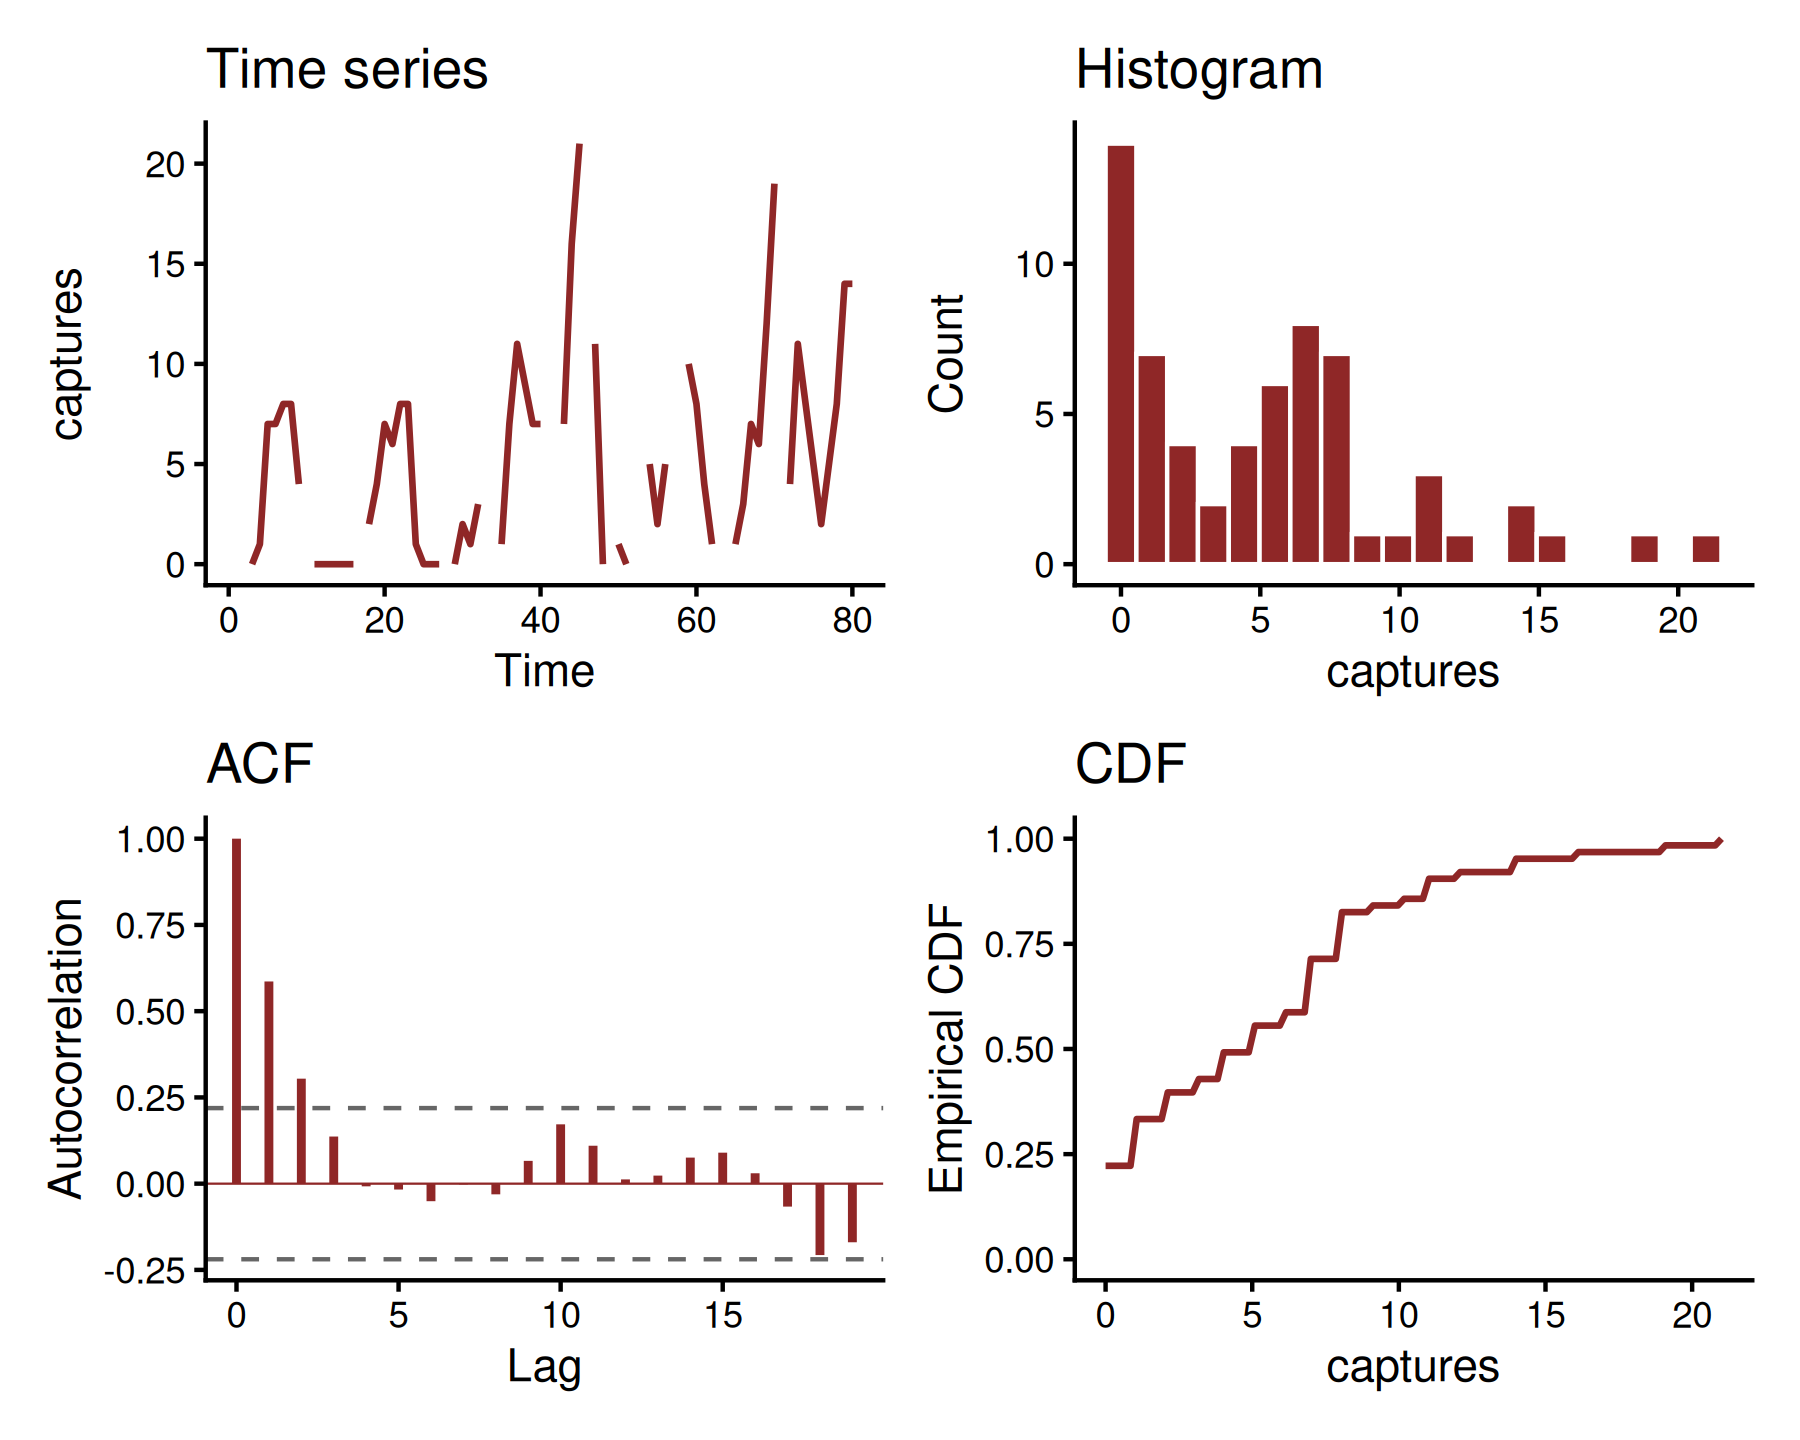 Time series
captures
20
15
10
5
0
0 20 40 60 80
Time
Histogram
Count
10
5
0
0 5 10 15 20
captures
ACF
Autocorrelation
1.00
0.75
0.50
0.25
0.00
-0.25
0 5 10 15
Lag
CDF
Empirical CDF
1.00
0.75
0.50
0.25
0.00
0 5 10 15 20
captures